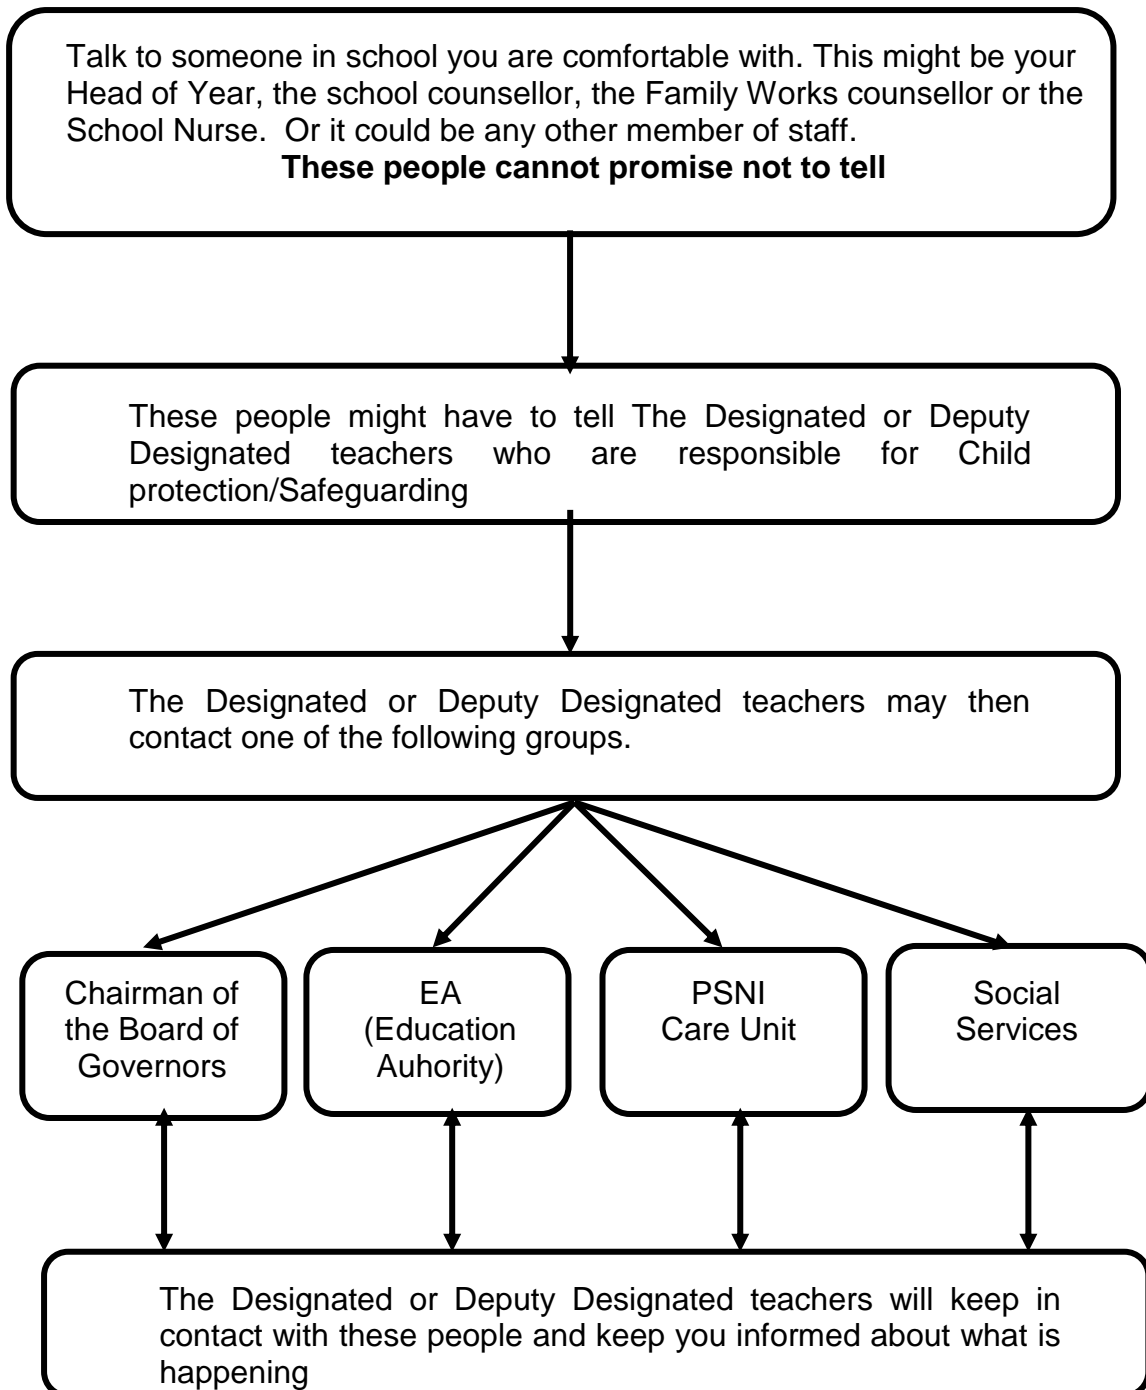 Talk to someone in school you are comfortable with. This might be your
Head of Year, the school counsellor, the Family Works counsellor or the
School Nurse.  Or it could be any other member of staff.
These people cannot promise not to tell
These people might have to tell The Designated or Deputy
Designated teachers who are responsible for Child
protection/Safeguarding
The Designated or Deputy Designated teachers may then
contact one of the following groups.
Chairman of
the Board of
Governors
EA
(Education
Auhority)
PSNI
Care Unit
Social
Services
The Designated or Deputy Designated teachers will keep in
contact with these people and keep you informed about what is
happening